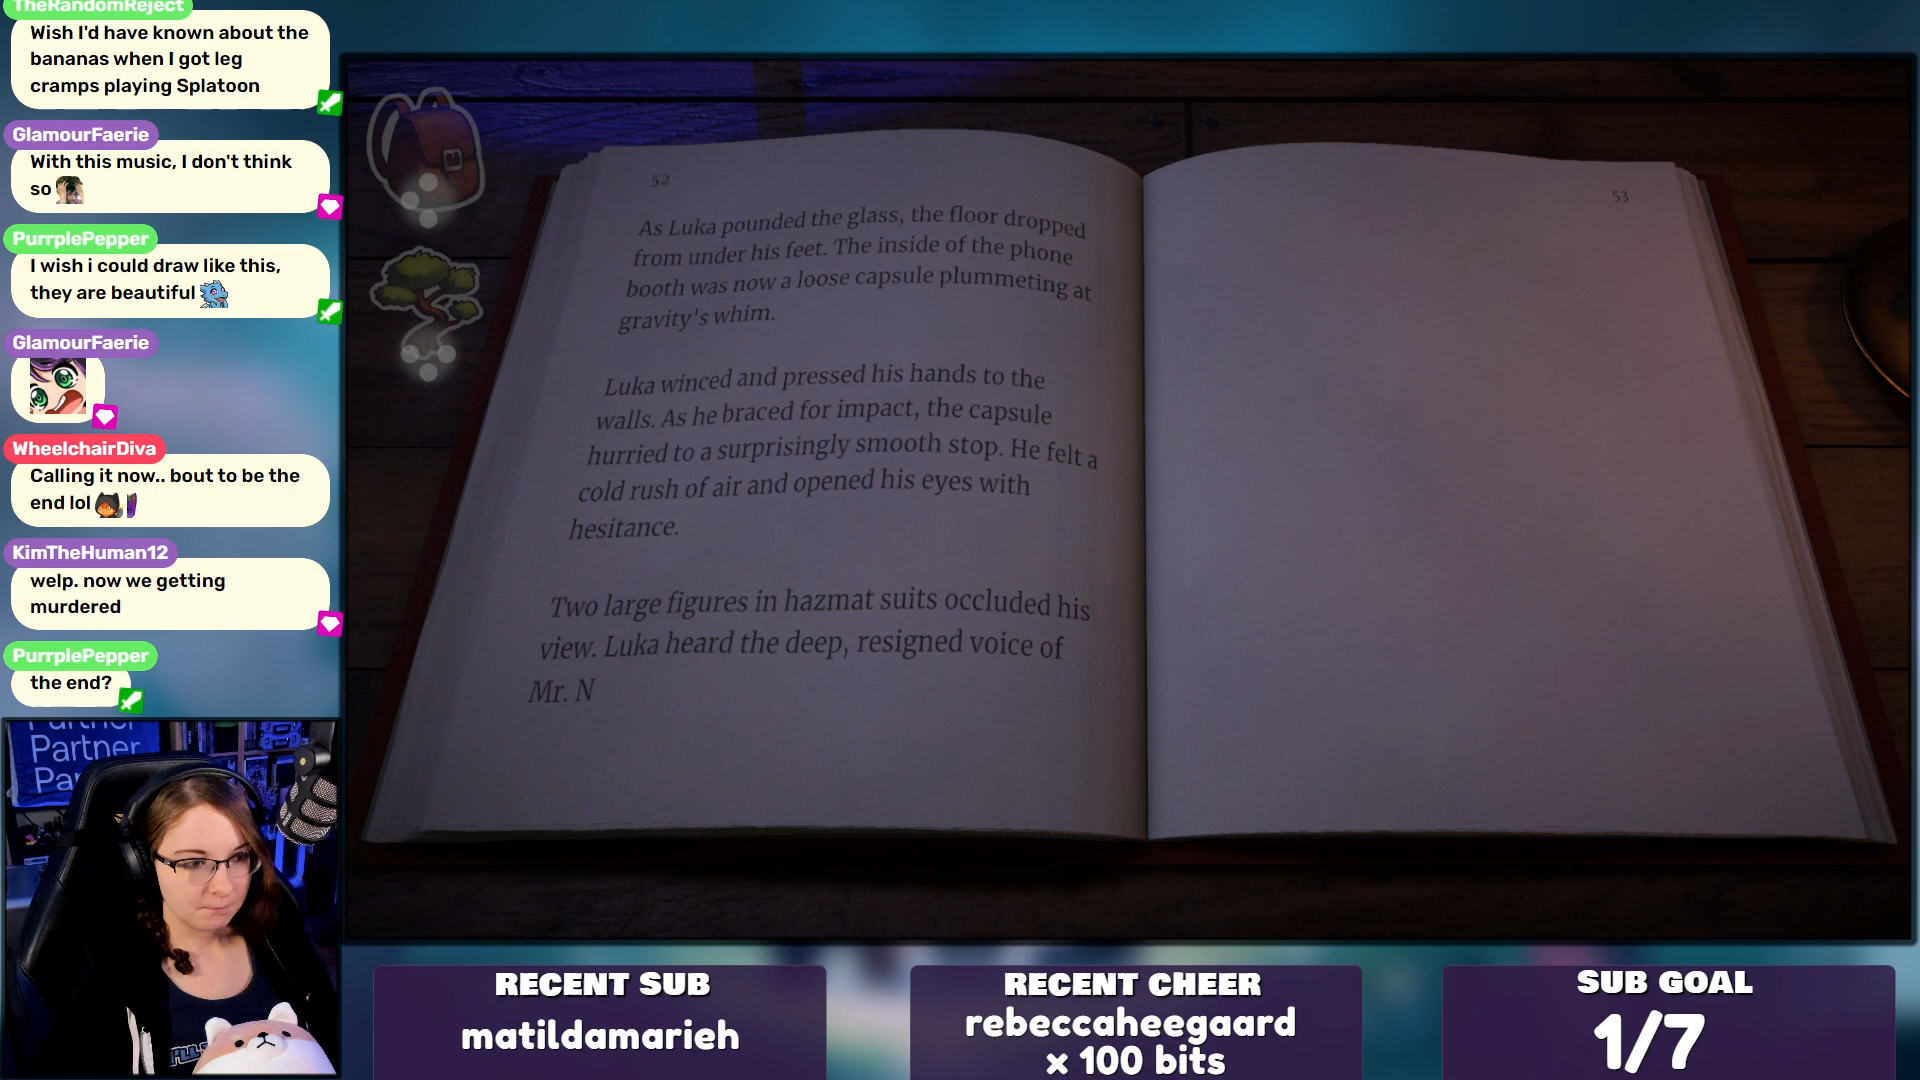 TheRandomReject
Wish I'd have known about the
bananas when I got leg
cramps playing Splatoon
GlamourFaerie
With this music, I don't think
so
PurrplePepper
I wish i could draw like this,
they are beautiful
GlamourFaerie
WheelchairDiva
Calling it now.. bout to be the
end lol
KimTheHuman12
welp. now we getting
murdered
PurrplePepper
the end?
Partner
Partner
52
As Luka pounded the glass, the floor dropped
from under his feet. The inside of the phone
booth was now a loose capsule plummeting at
gravity's whim.
Luka winced and pressed his hands to the
walls. As he braced for impact, the capsule
hurried to a surprisingly smooth stop. He felt a
cold rush of air and opened his eyes with
hesitance.
Two large figures in hazmat suits occluded his
view. Luka heard the deep, resigned voice of
Mr. N
53
RECENT SUB
matildamarieh
RECENT CHEER
rebeccaheegaard
x 100 bits
SUB GOAL
1/7